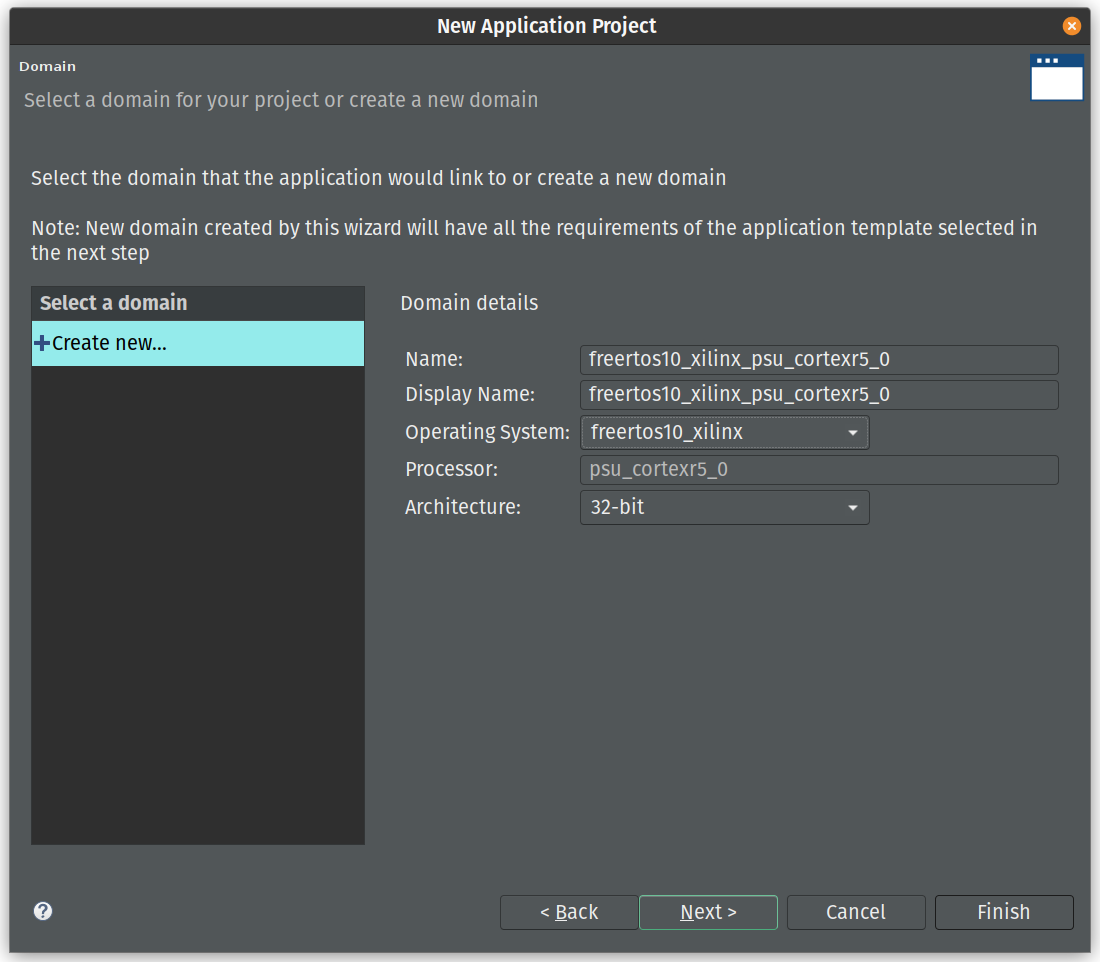 New Application Project
Domain
Select a domain for your project or create a new domain
Select the domain that the application would link to or create a new domain
Note: New domain created by this wizard will have all the requirements of the application template selected in
the next step
Select a domain
Create new...
Domain details
Name: freertos10_xilinx_psu_cortexr5_0
Display Name: freertos10_xilinx_psu_cortexr5_0
Operating System: freertos10_xilinx
Processor: psu_cortexr5_0
Architecture: 32-bit
< Back Next > Cancel Finish